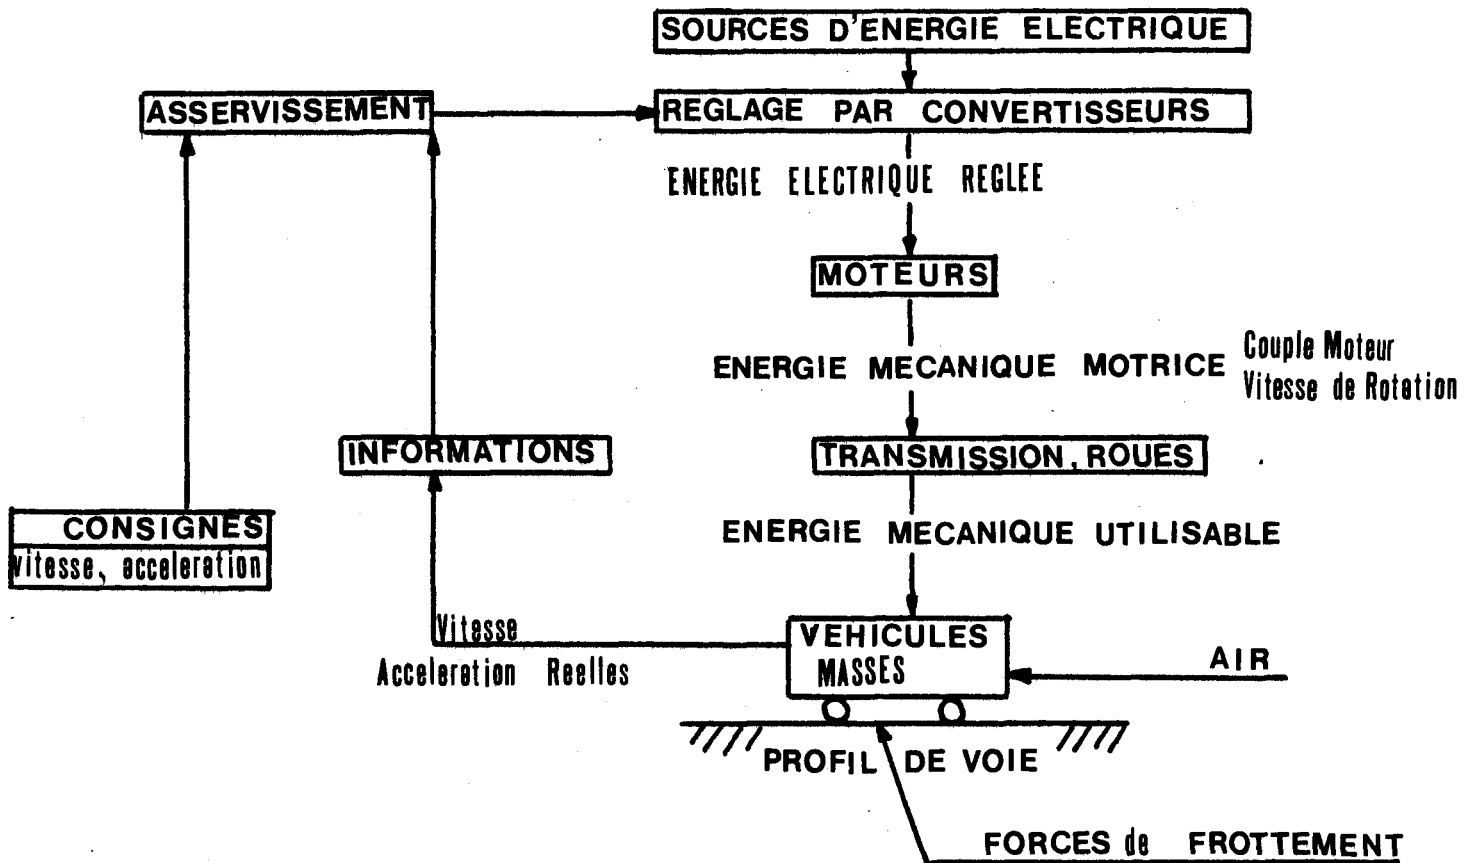 SOURCES D'ENERGIE ELECTRIQUE
ASSERVISSEMENT
REGLAGE PAR CONVERTISSEURS
ENERGIE ELECTRIQUE REGLEE
MOTEURS
ENERGIE MECANIQUE MOTRICE
Couple Moteur
Vitesse de Rotation
INFORMATIONS
TRANSMISSION, ROUES
CONSIGNES
vitesse, acceleration
ENERGIE MECANIQUE UTILISABLE
Vitesse
Acceleration Reelles
VEHICULES
MASSES
AIR
PROFIL DE VOIE
FORCES de FROTTEMENT